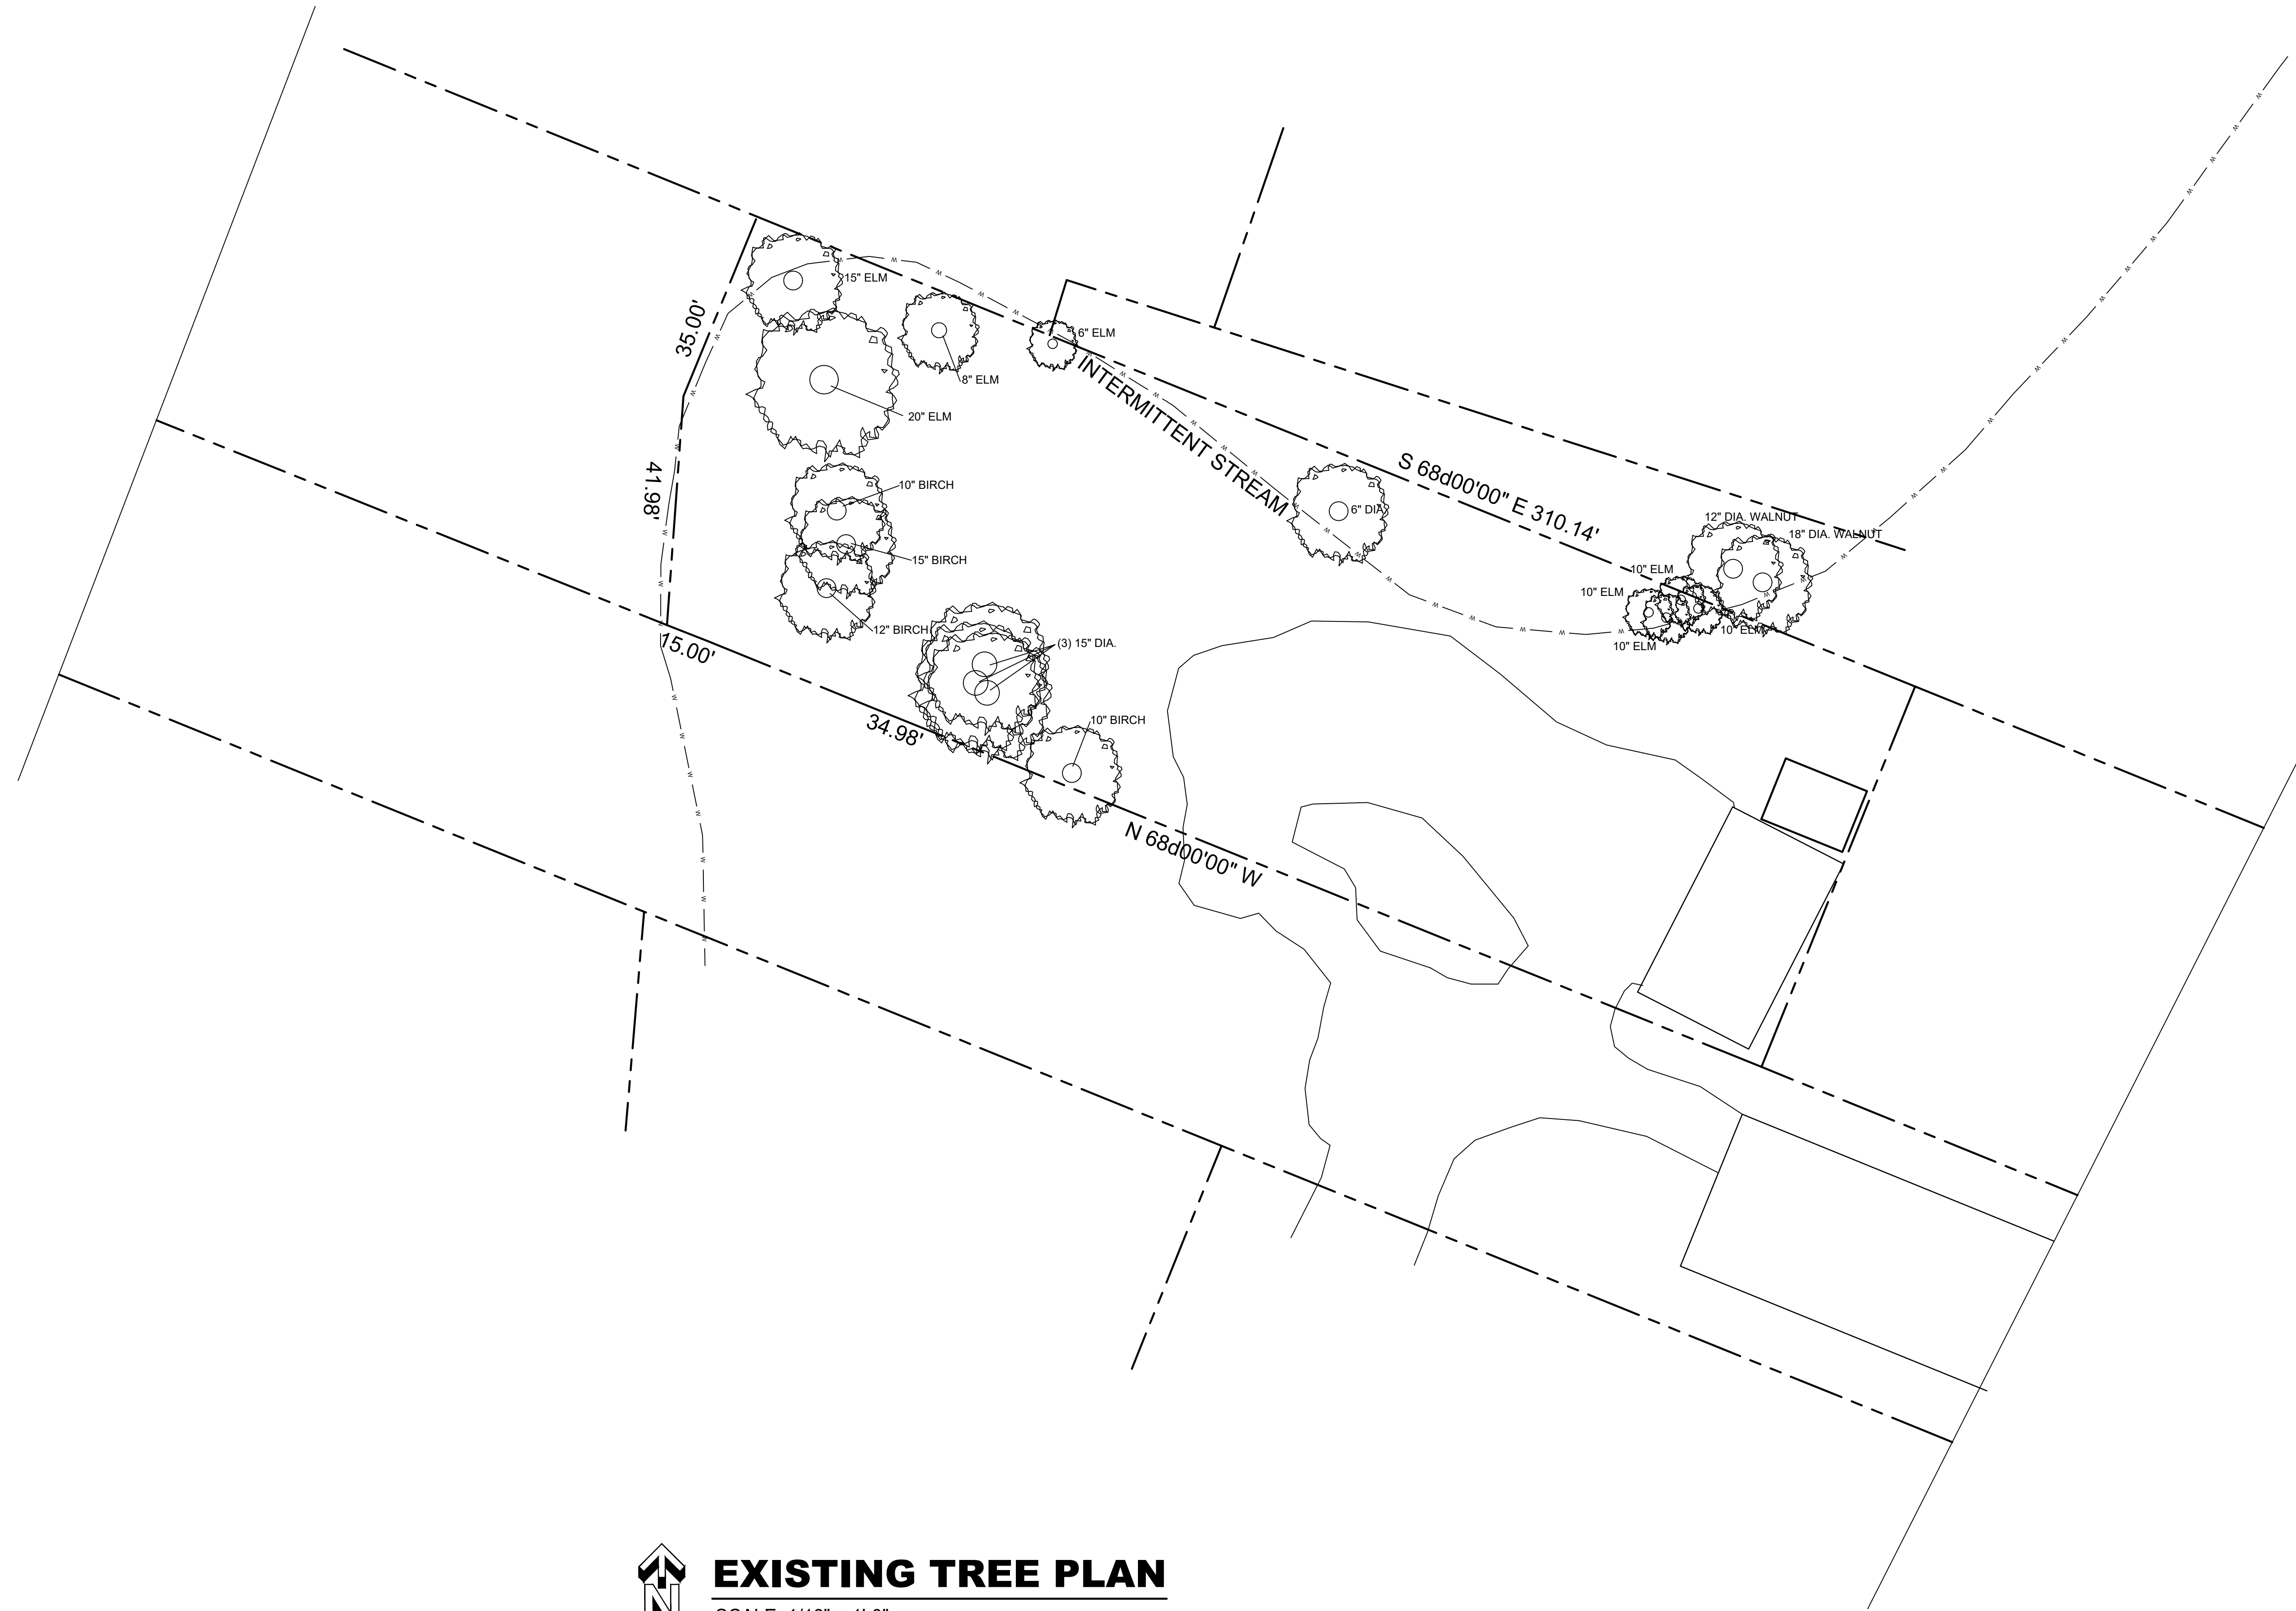 15" ELM
35.00'
6" ELM
8" ELM
20" ELM
INTERMITTENT STREAM
S 68d00'00" E 310.14'
41.98'
10" BIRCH
6" DIA.
12" DIA. WALNUT
18" DIA. WALNUT
15" BIRCH
10" ELM
10" ELM
12" BIRCH
10" ELM
10" ELM
15.00'
(3) 15" DIA.
34.98'
10" BIRCH
N 68d00'00" W
N
EXISTING TREE PLAN